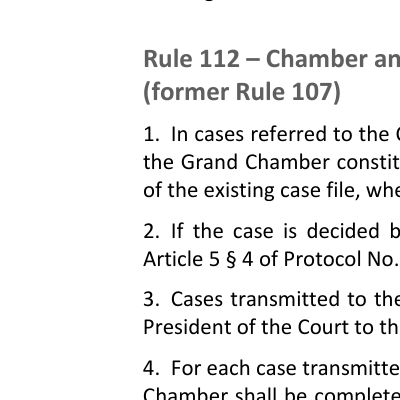 Rule 112 – Chamber an
(former Rule 107)
1. In cases referred to the
the Grand Chamber constit
of the existing case file, whe
2. If the case is decided b
Article 5 § 4 of Protocol No.
3. Cases transmitted to the
President of the Court to th
4. For each case transmitte
Chamber shall be complete